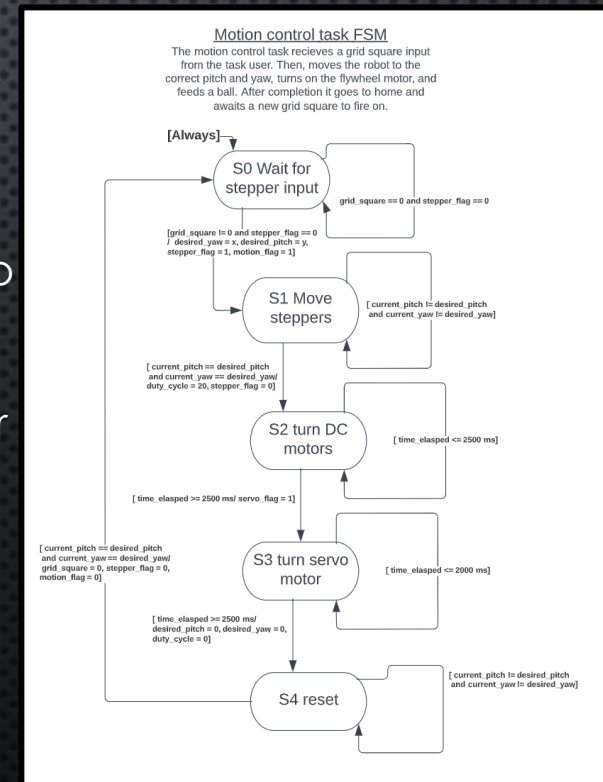 Motion control task FSM
The motion control task recieves a grid square input
from the task user. Then, moves the robot to the
correct pitch and yaw, turns on the flywheel motor, and
feeds a ball. After completion it goes to home and
awaits a new grid square to fire on.
[Always]
S0 Wait for
stepper input
grid_square == 0 and stepper_flag == 0
[grid_square != 0 and stepper_flag == 0
/ desired_yaw = x, desired_pitch = y,
stepper_flag = 1, motion_flag = 1]
S1 Move
steppers
[ current_pitch != desired_pitch
and current_yaw != desired_yaw]
[ current_pitch == desired_pitch
and current_yaw == desired_yaw/
duty_cycle = 20, stepper_flag = 0]
S2 turn DC
motors
[ time_elasped <= 2500 ms]
[ time_elasped >= 2500 ms/ servo_flag = 1]
S3 turn servo
motor
[ time_elasped <= 2000 ms]
[ current_pitch == desired_pitch
and current_yaw == desired_yaw/
grid_square = 0, stepper_flag = 0,
motion_flag = 0]
[ time_elasped >= 2500 ms/
desired_pitch = 0, desired_yaw = 0,
duty_cycle = 0]
S4 reset
[ current_pitch != desired_pitch
and current_yaw != desired_yaw]